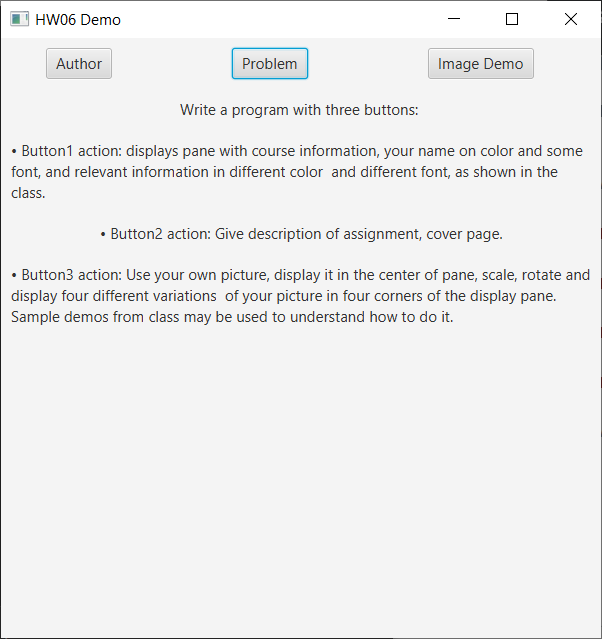 HW06 Demo
Author Problem Image Demo
Write a program with three buttons:
• Button1 action: displays pane with course information, your name on color and some
font, and relevant information in different color  and different font, as shown in the
class.
• Button2 action: Give description of assignment, cover page.
• Button3 action: Use your own picture, display it in the center of pane, scale, rotate and
display four different variations  of your picture in four corners of the display pane.
Sample demos from class may be used to understand how to do it.